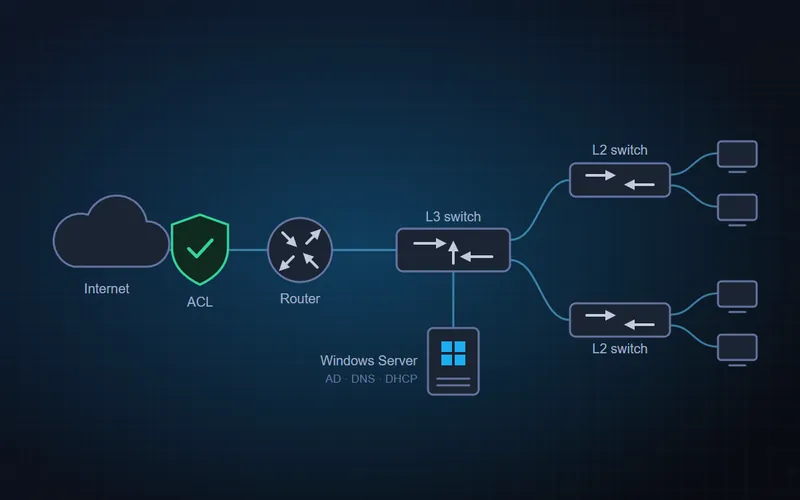 Internet
ACL
Router
L3 switch
Windows Server
AD · DNS · DHCP
L2 switch
L2 switch